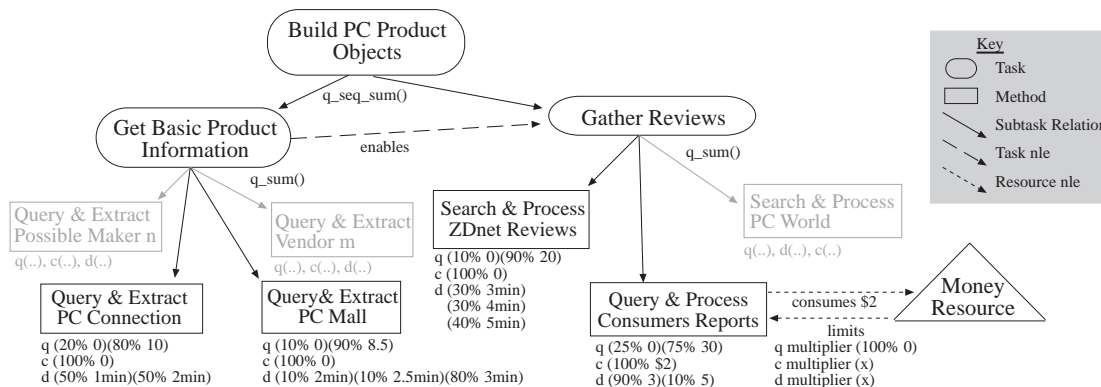 Build PC Product
Objects
q_seq_sum()
Get Basic Product
Information
enables
Gather Reviews
q_sum()
q_sum()
Query & Extract
Possible Maker n
q(..), c(..), d(..)
Query & Extract
Vendor m
q(..), c(..), d(..)
Query & Extract
PC Connection
q (20% 0)(80% 10)
c (100% 0)
d (50% 1min)(50% 2min)
Query& Extract
PC Mall
q (10% 0)(90% 8.5)
c (100% 0)
d (10% 2min)(10% 2.5min)(80% 3min)
Search & Process
ZDnet Reviews
q (10% 0)(90% 20)
c (100% 0)
d (30% 3min)
(30% 4min)
(40% 5min)
Search & Process
PC World
q(..), d(..), c(..)
Query & Process
Consumers Reports
q (25% 0)(75% 30)
c (100% $2)
d (90% 3)(10% 5)
consumes $2
limits
q multiplier (100% 0)
c multiplier (x)
d multiplier (x)
Money
Resource
Key
Task
Method
Subtask Relation
Task nle
Resource nle